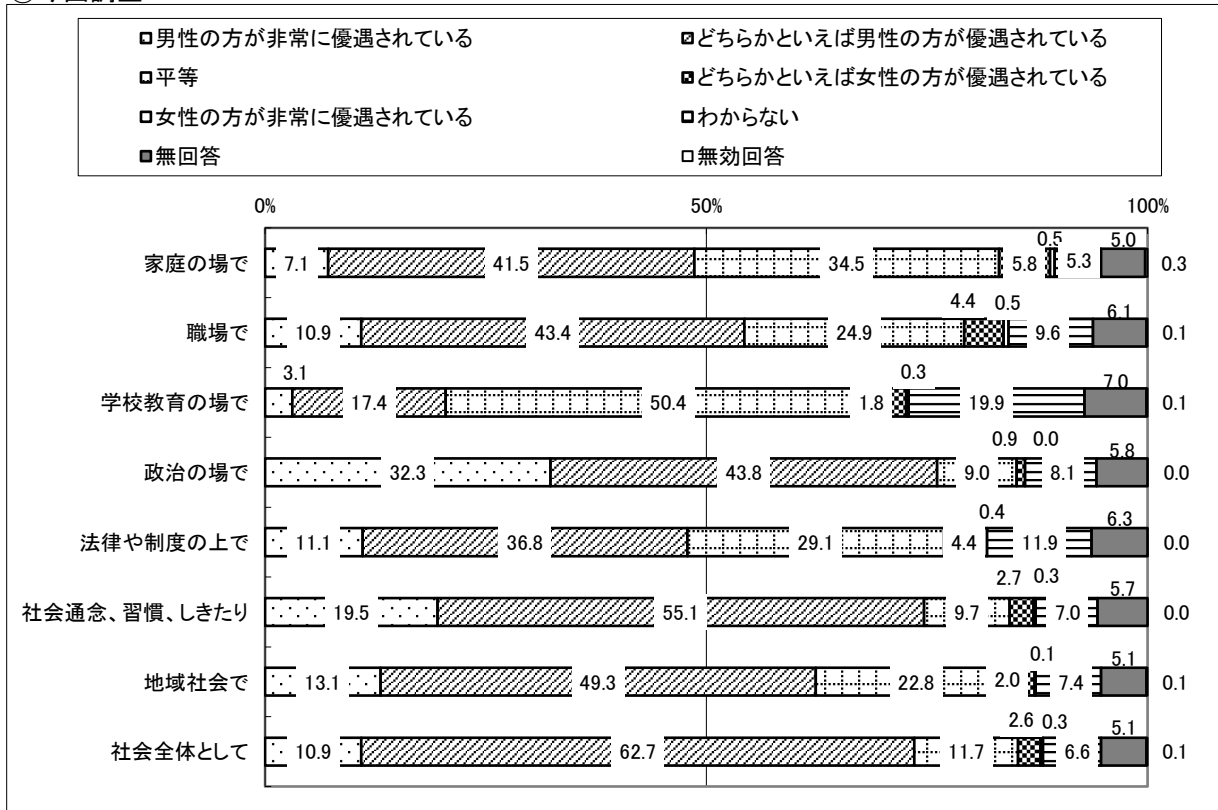 男性の方が非常に優遇されている どちらかといえば男性の方が優遇されている
平等 どちらかといえば女性の方が優遇されている
女性の方が非常に優遇されている わからない
無回答 無効回答
0% 50% 100%
家庭の場で 7.1 41.5 34.5 5.8 0.5 5.3 5.0 0.3
職場で 10.9 43.4 24.9 4.4 0.5 9.6 6.1 0.1
学校教育の場で 3.1 17.4 50.4 1.8 0.3 19.9 7.0 0.1
政治の場で 32.3 43.8 9.0 0.9 0.0 8.1 5.8 0.0
法律や制度の上で 11.1 36.8 29.1 4.4 0.4 11.9 6.3 0.0
社会通念、習慣、しきたり 19.5 55.1 9.7 2.7 0.3 7.0 5.7 0.0
地域社会で 13.1 49.3 22.8 2.0 0.1 7.4 5.1 0.1
社会全体として 10.9 62.7 11.7 2.6 0.3 6.6 5.1 0.1